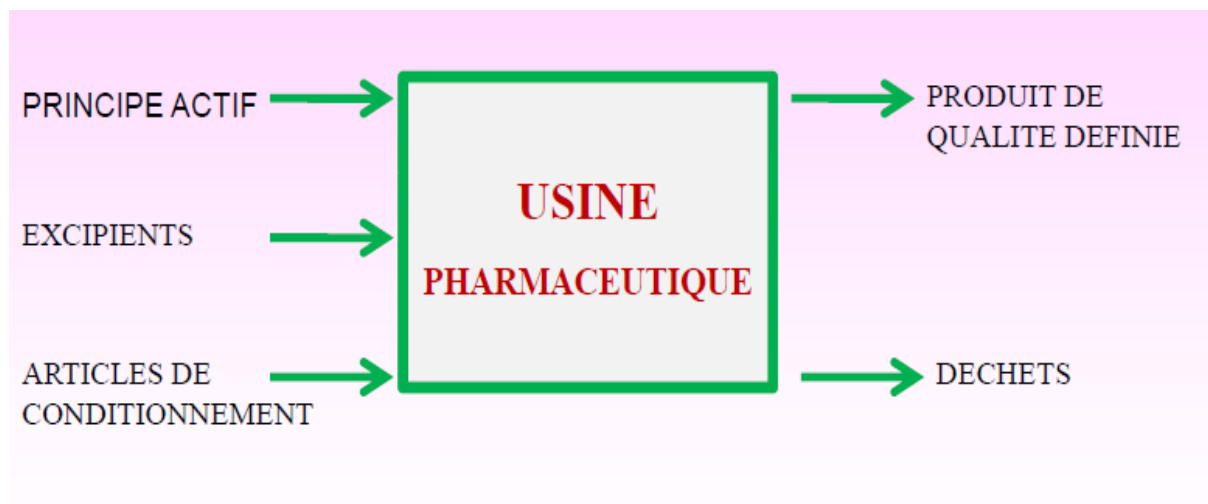 PRINCIPE ACTIF
EXCIPIENTS
ARTICLES DE
CONDITIONNEMENT
USINE
PHARMACEUTIQUE
PRODUIT DE
QUALITE DEFINIE
DECHETS